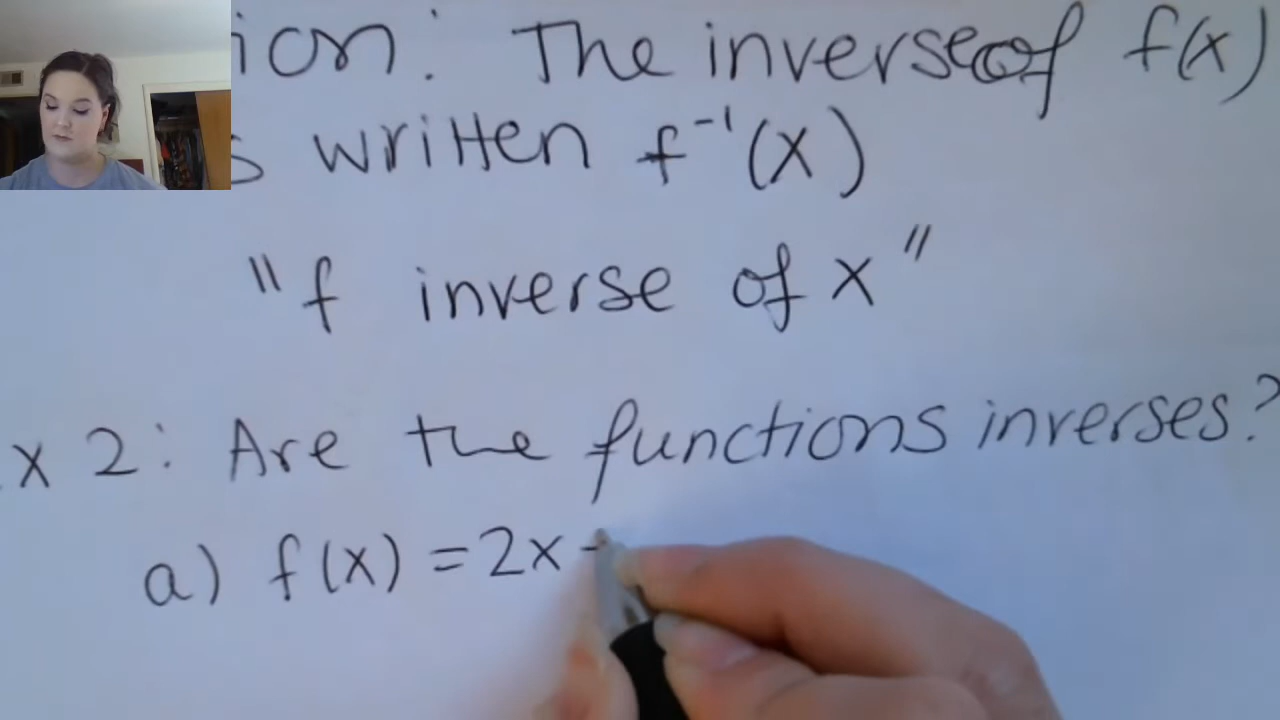 ion: The inverse of f(x)
s written f⁻¹(x)
"f inverse of x"
x 2: Are the functions inverses?
a) f(x) = 2x -